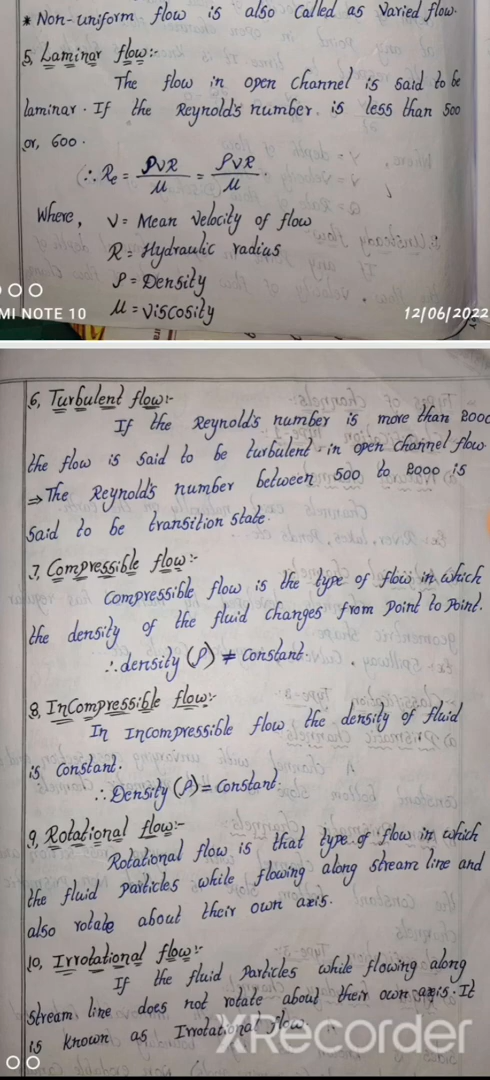 * Non-uniform flow is also called as varied flow.
5, Laminar flow:-
The flow in open channel is said to be
laminar. If the Reynold's number is less than 500
or, 600.
(∴ Re = ρVR/μ = ρVR/μ.
Where, V = Mean velocity of flow
R = Hydraulic radius
ρ = Density
μ = viscosity
MI NOTE 10
12/06/2022
6, Turbulent flow:-
If the Reynold's number is more than 2000
the flow is said to be turbulent in open channel flow
⇒ The Reynold's number between 500 to 2000 is
said to be transition state.
7, Compressible flow:-
Compressible flow is the type of flow in which
the density of the fluid changes from point to point.
∴ density (ρ) ≠ constant.
8, Incompressible flow:-
In Incompressible flow the density of fluid
is constant.
∴ Density (ρ) = constant.
9, Rotational flow:-
Rotational flow is that type of flow in which
the fluid particles while flowing along stream line and
also rotate about their own axis.
10, Irrotational flow:-
If the fluid particles while flowing along
stream line does not rotate about their own axis. It
is known as Irrotational flow.
XRecorder